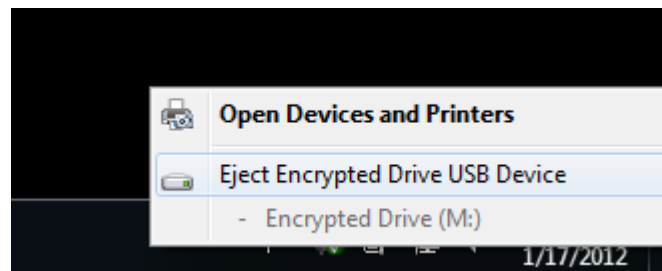 Open Devices and Printers
Eject Encrypted Drive USB Device
- Encrypted Drive (M:)
1/17/2012